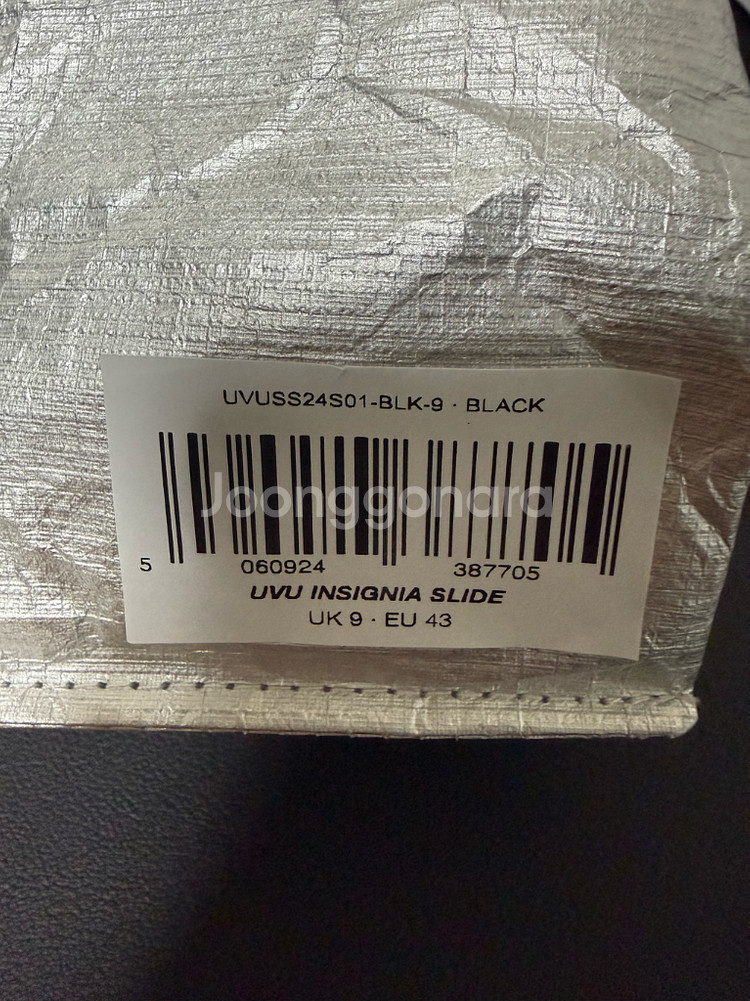 UVUSS24S01-BLK-9 · BLACK
Joonggonara
5 060924 387705
UVU INSIGNIA SLIDE
UK 9 · EU 43